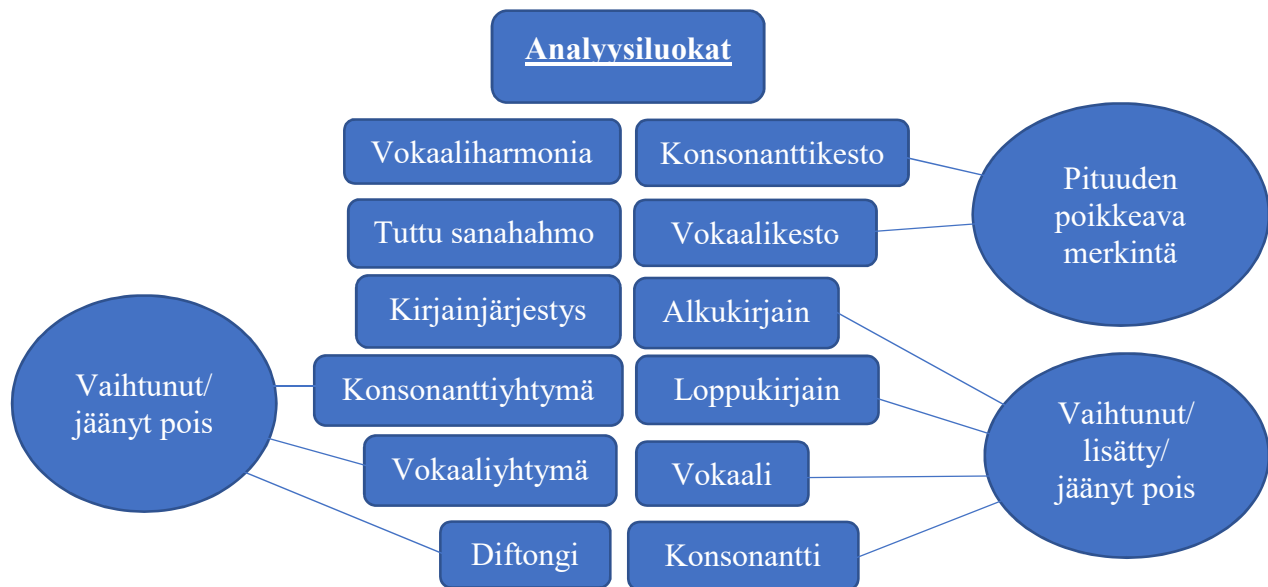 Analyysiluokat
Vokaaliharmonia
Konsonanttikesto
Tuttu sanahahmo
Vokaalikesto
Pituuden
poikkeava
merkintä
Kirjainjärjestys
Alkukirjain
Konsonanttiyhtymä
Loppukirjain
Vaihtunut/
jäänyt pois
Vokaaliyhtymä
Vokaali
Vaihtunut/
lisätty/
jäänyt pois
Diftongi
Konsonantti